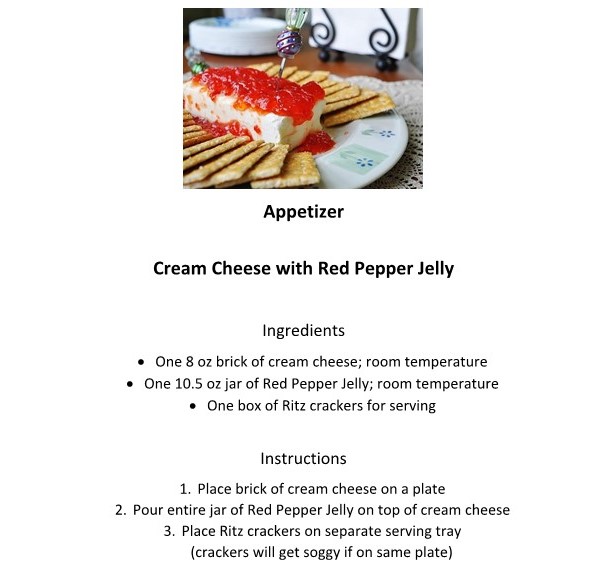 Appetizer
Cream Cheese with Red Pepper Jelly
Ingredients
• One 8 oz brick of cream cheese; room temperature
• One 10.5 oz jar of Red Pepper Jelly; room temperature
• One box of Ritz crackers for serving
Instructions
1. Place brick of cream cheese on a plate
2. Pour entire jar of Red Pepper Jelly on top of cream cheese
3. Place Ritz crackers on separate serving tray
(crackers will get soggy if on same plate)